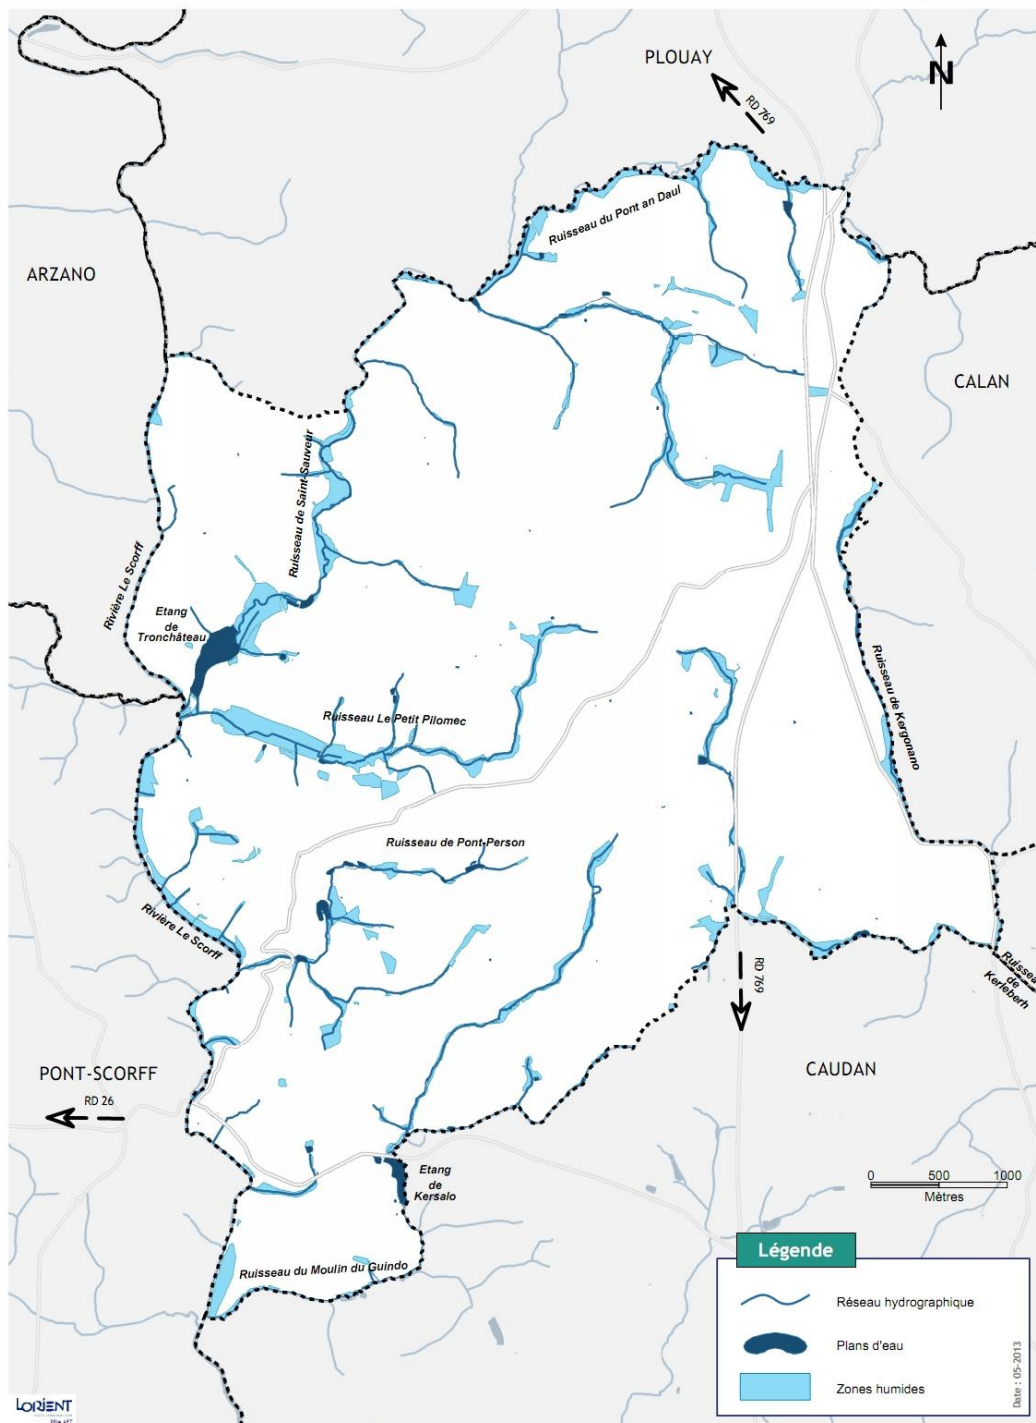 PLOUAY
N
RD 769
Ruisseau du Pont an Daul
ARZANO
CALAN
Ruisseau de Saint-Sauveur
Rivière Le Scorff
Etang
de
Tronchâteau
Ruisseau de Kergonano
Ruisseau Le Petit Pilomec
Ruisseau de Pont-Person
Rivière Le Scorff
RD 769
Ruissea
de
Kerleberh
PONT-SCORFF
RD 26
CAUDAN
Etang
de
Kersalo
0 500 1000
Mètres
Ruisseau du Moulin du Guindo
Légende
Réseau hydrographique
Plans d'eau
Zones humides
Date : 05-2013
LORIENT